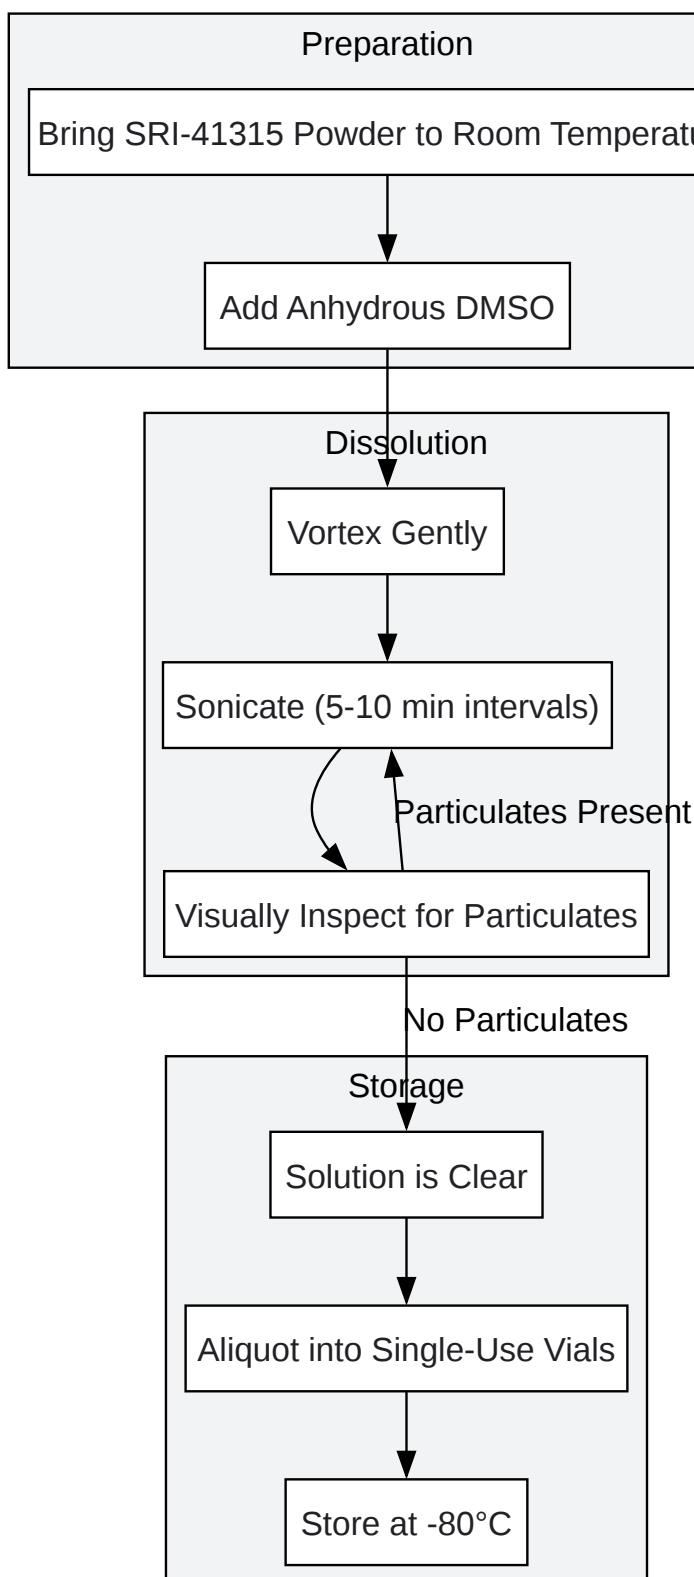 Preparation
Bring SRI-41315 Powder to Room Temperatu
Add Anhydrous DMSO
Dissolution
Vortex Gently
Sonicate (5-10 min intervals)
Particulates Present
Visually Inspect for Particulates
No Particulates
Storage
Solution is Clear
Aliquot into Single-Use Vials
Store at -80°C